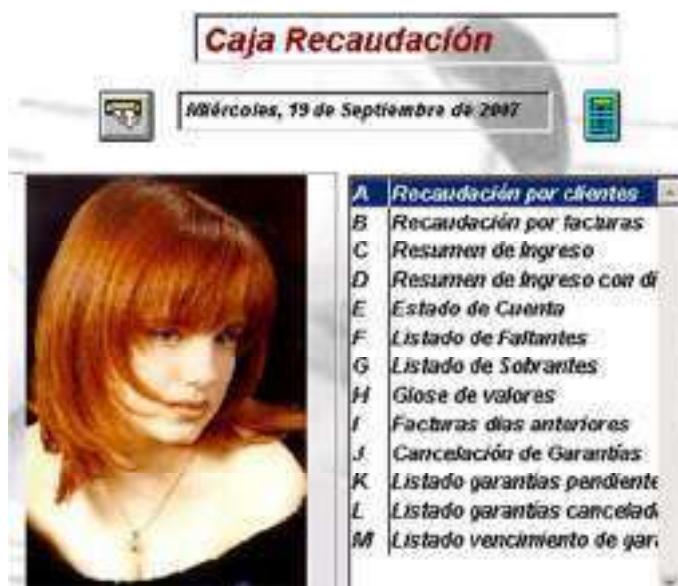 Caja Recaudación
Miércoles, 19 de Septiembre de 2007
A Recaudación por clientes
B Recaudación por facturas
C Resumen de Ingreso
D Resumen de Ingreso con di
E Estado de Cuenta
F Listado de Faltantes
G Listado de Sobrantes
H Glose de valores
I Facturas días anteriores
J Cancelación de Garantías
K Listado garantías pendiente
L Listado garantías cancelad
M Listado vencimiento de gar